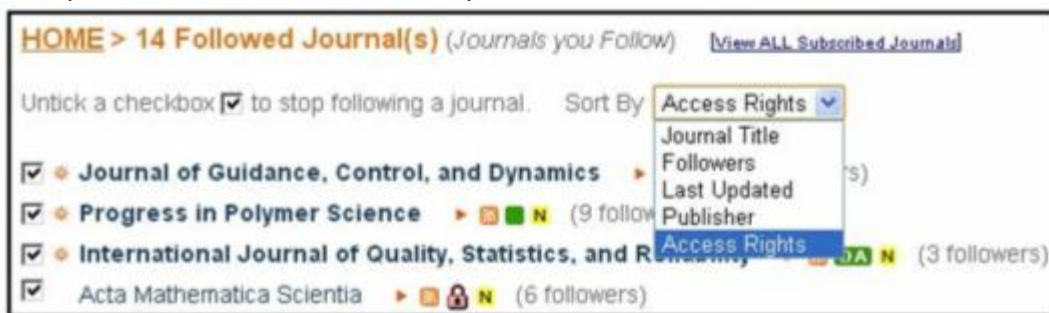 HOME > 14 Followed Journal(s) (Journals you Follow) [View ALL Subscribed Journals]
Untick a checkbox to stop following a journal. Sort By Access Rights
Journal Title
Followers
Last Updated
Publisher
Access Rights
Journal of Guidance, Control, and Dynamics s)
Progress in Polymer Science N (9 follow
International Journal of Quality, Statistics, and R OA N (3 followers)
Acta Mathematica Scientia N (6 followers)